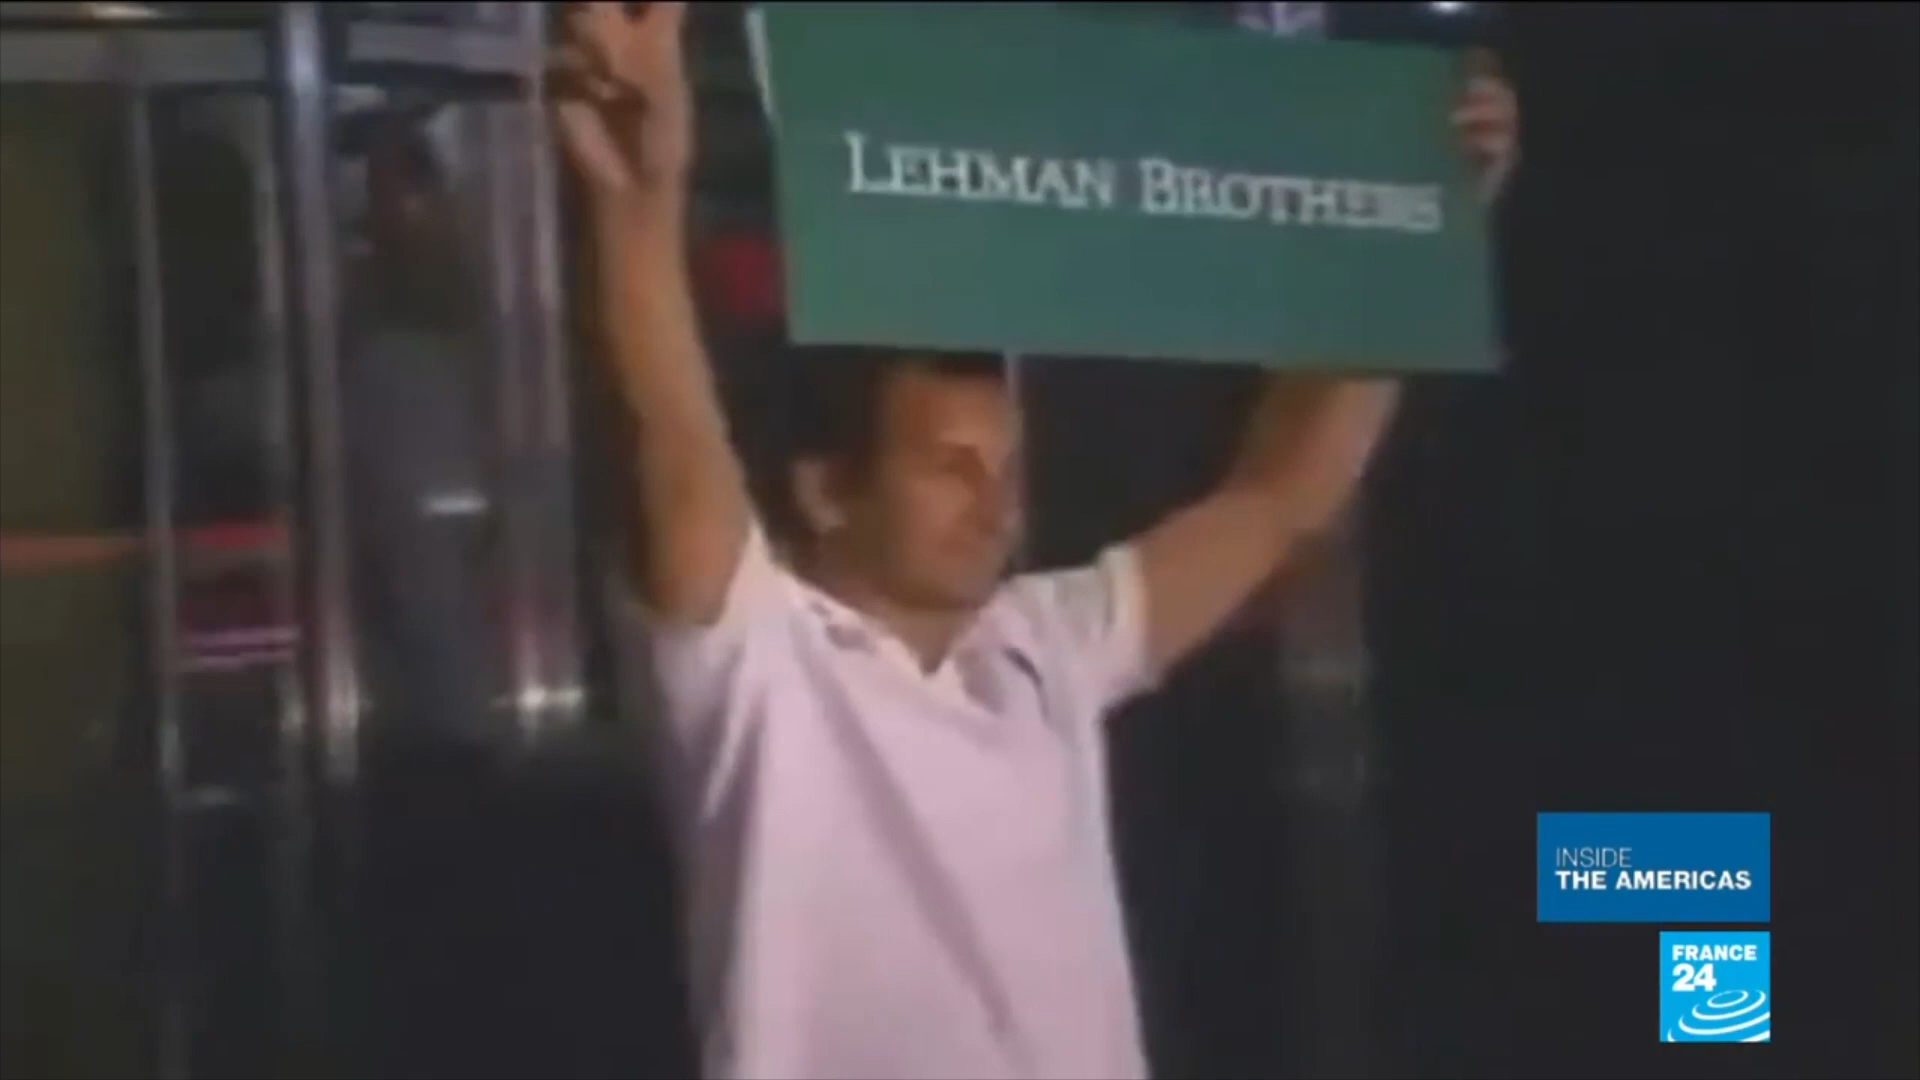 LEHMAN BROTHERS
INSIDE
THE AMERICAS
FRANCE
24